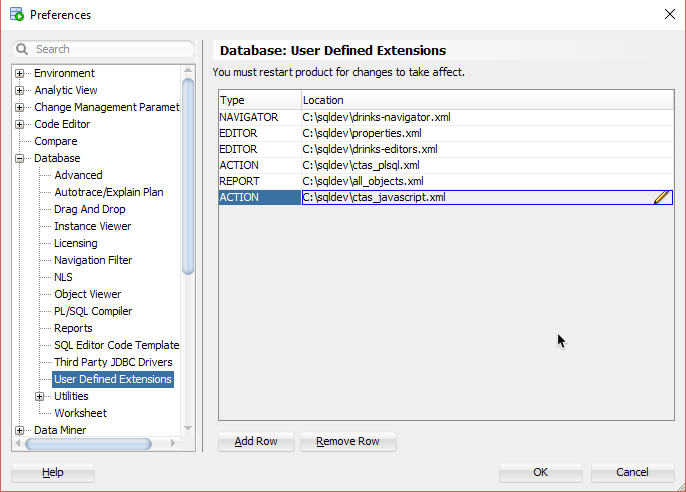 Preferences
Search
Environment
Analytic View
Change Management Paramet
Code Editor
Compare
Database
Advanced
Autotrace/Explain Plan
Drag And Drop
Instance Viewer
Licensing
Navigation Filter
NLS
Object Viewer
PL/SQL Compiler
Reports
SQL Editor Code Template
Third Party JDBC Drivers
User Defined Extensions
Utilities
Worksheet
Data Miner
Database: User Defined Extensions
You must restart product for changes to take affect.
Type Location
NAVIGATOR C:\sqldev\drinks-navigator.xml
EDITOR C:\sqldev\properties.xml
EDITOR C:\sqldev\drinks-editors.xml
ACTION C:\sqldev\ctas_plsql.xml
REPORT C:\sqldev\all_objects.xml
ACTION C:\sqldev\ctas_javascript.xml
Add Row Remove Row
Help OK Cancel